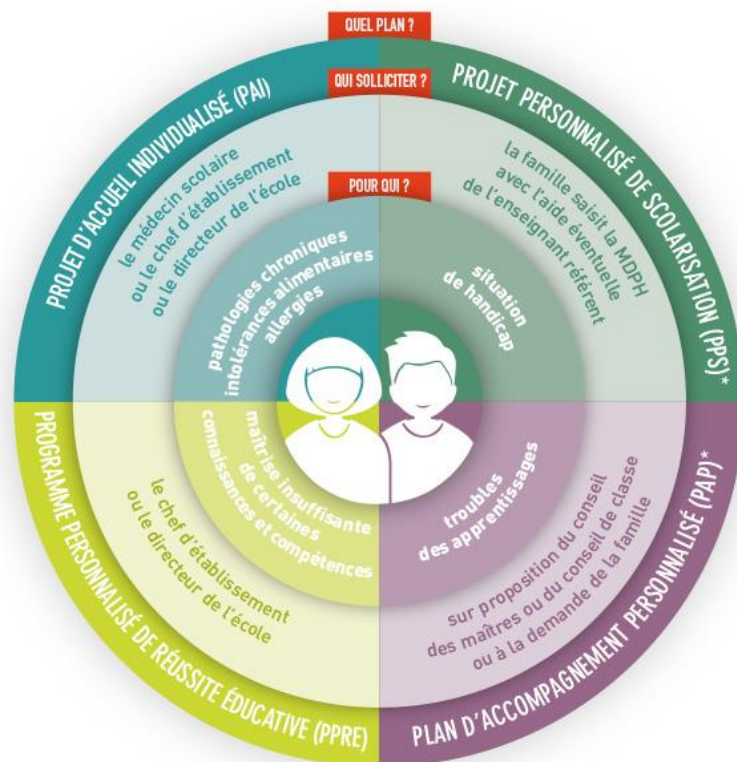 QUEL PLAN ?
QUI SOLLICITER ?
POUR QUI ?
PROJET D'ACCUEIL INDIVIDUALISÉ (PAI)
le médecin scolaire
ou le chef d'établissement
ou le directeur de l'école
pathologies chroniques
intolérances alimentaires
allergies
PROJET PERSONNALISÉ DE SCOLARISATION (PPS)*
la famille saisit la MDPH
avec l'aide éventuelle
de l'enseignant référent
situation
de handicap
PROGRAMME PERSONNALISÉ DE RÉUSSITE ÉDUCATIVE (PPRE)
le chef d'établissement
ou le directeur de l'école
maîtrise insuffisante
de certaines
connaissances et compétences
PLAN D'ACCOMPAGNEMENT PERSONNALISÉ (PAP)*
sur proposition du conseil
des maîtres ou du conseil de classe
ou à la demande de la famille
troubles
des apprentissages